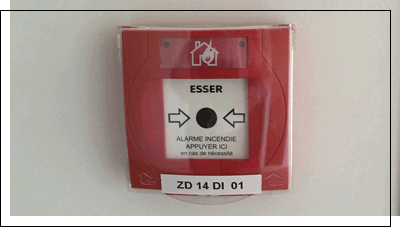 ESSER
ALARME INCENDIE
APPUYER ICI
en cas de nécessité
ZD 14 DI 01